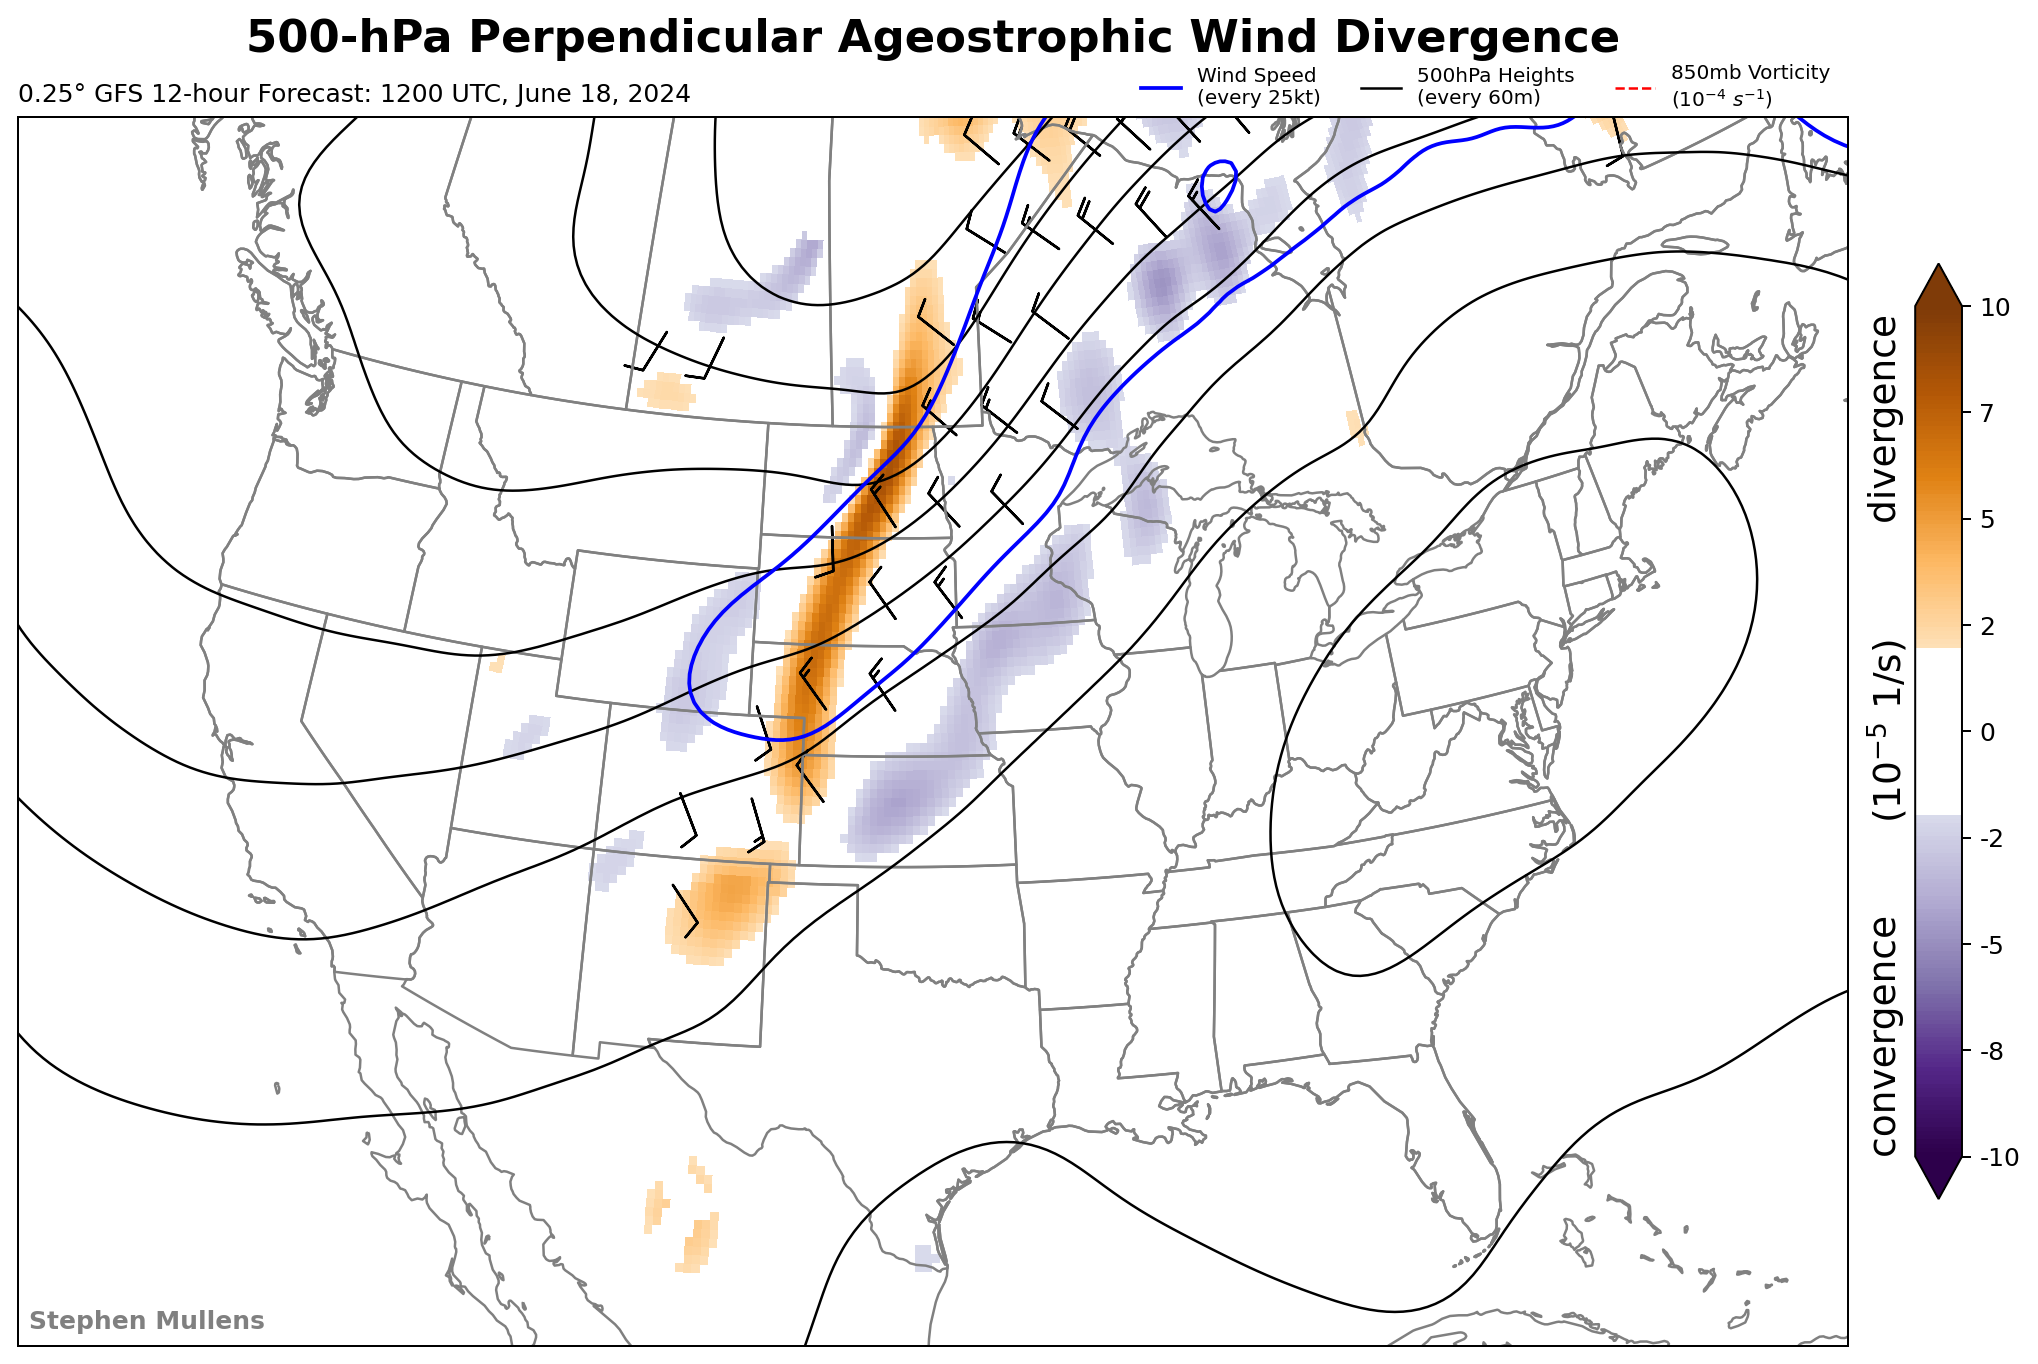 500-hPa Perpendicular Ageostrophic Wind Divergence
0.25° GFS 12-hour Forecast: 1200 UTC, June 18, 2024
Wind Speed
(every 25kt)
500hPa Heights
(every 60m)
850mb Vorticity
(10⁻⁴ s⁻¹)
10
7
5
2
0
-2
-5
-8
-10
convergence (10⁻⁵ 1/s) divergence
Stephen Mullens